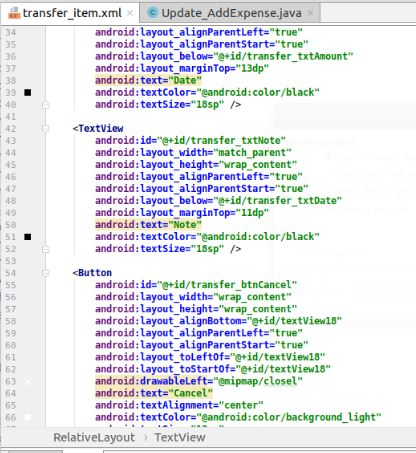 transfer_item.xml × Update_AddExpense.java ×
34 android:layout_alignParentLeft="true"
35 android:layout_alignParentStart="true"
36 android:layout_below="@+id/transfer_txtAmount"
37 android:layout_marginTop="13dp"
38 android:text="Date"
39 android:textColor="@android:color/black"
40 android:textSize="18sp" />
41
42 <TextView
43 android:id="@+id/transfer_txtNote"
44 android:layout_width="match_parent"
45 android:layout_height="wrap_content"
46 android:layout_alignParentLeft="true"
47 android:layout_alignParentStart="true"
48 android:layout_below="@+id/transfer_txtDate"
49 android:layout_marginTop="11dp"
50 android:text="Note"
51 android:textColor="@android:color/black"
52 android:textSize="18sp" />
53
54 <Button
55 android:id="@+id/transfer_btnCancel"
56 android:layout_width="wrap_content"
57 android:layout_height="wrap_content"
58 android:layout_alignBottom="@+id/textView18"
59 android:layout_alignParentLeft="true"
60 android:layout_alignParentStart="true"
61 android:layout_toLeftOf="@+id/textView18"
62 android:layout_toStartOf="@+id/textView18"
63 android:drawableLeft="@mipmap/closel"
64 android:text="Cancel"
65 android:textAlignment="center"
66 android:textColor="@android:color/background_light"
RelativeLayout › TextView